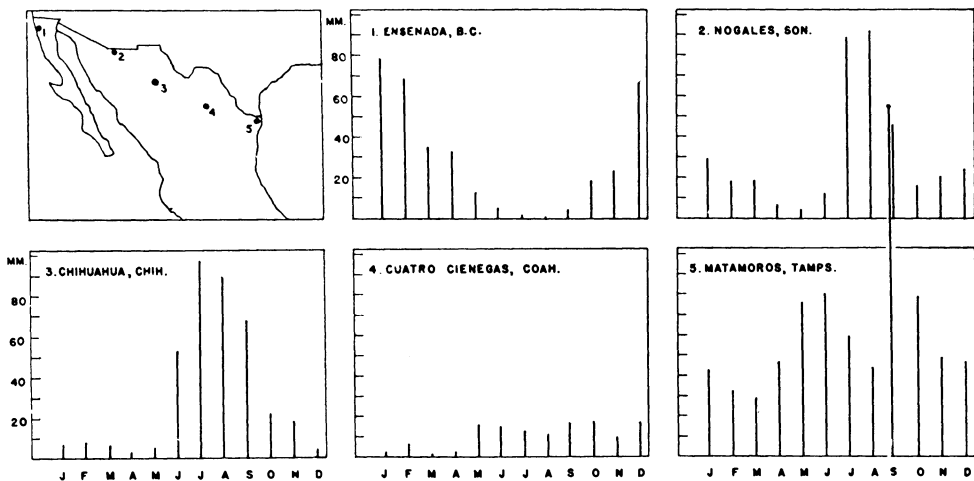 1
2
3
4
5
MM.
80
60
40
20
1. ENSENADA, B.C.
2. NOGALES, SON.
MM.
80
60
40
20
3. CHIHUAHUA, CHIH.
4. CUATRO CIENEGAS, COAH.
5. MATAMOROS, TAMPS.
J F M A M J J A S O N D
J F M A M J J A S O N D
J F M A M J J A S O N D